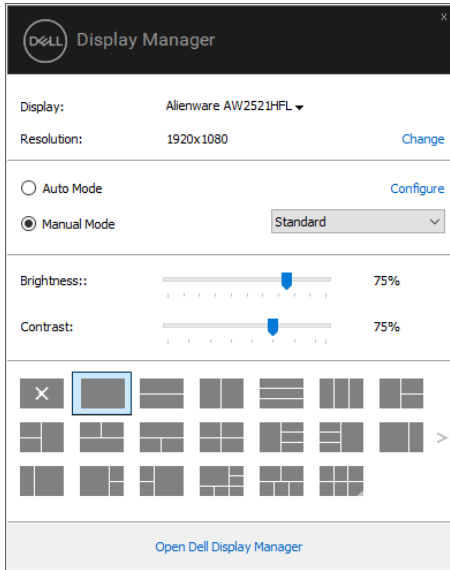 x
DELL Display Manager
Display: Alienware AW2521HFL
Resolution: 1920x1080 Change
Auto Mode Configure
Manual Mode Standard
Brightness:: 75%
Contrast: 75%
>
Open Dell Display Manager